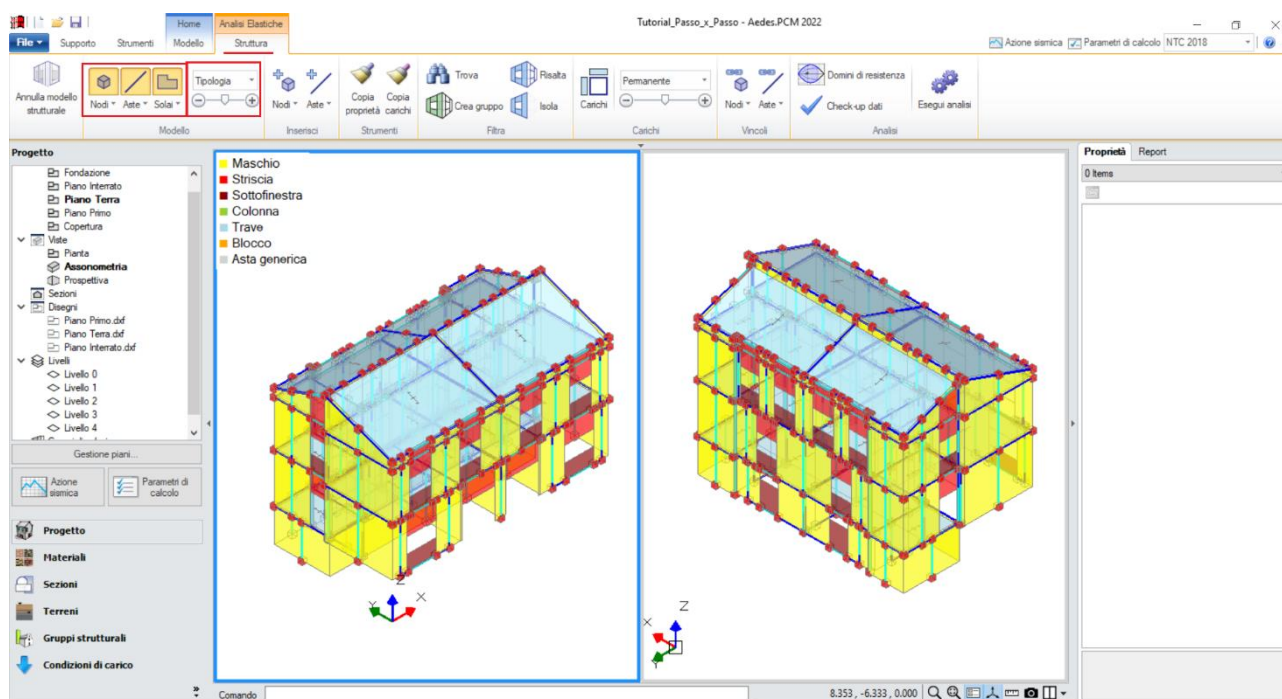 Tutorial_Passo_x_Passo - Aedes.PCM 2022
Home
Analisi Elastiche
File
Supporto
Strumenti
Modello
Struttura
Azione sismica
Parametri di calcolo
NTC 2018
Annulla modello
strutturale
Nodi
Aste
Solai
Tipologia
Modello
Nodi
Aste
Inserisci
Copia
proprietà
Copia
carichi
Strumenti
Trova
Crea gruppo
Risalta
Isola
Filtra
Carichi
Permanente
Carichi
Nodi
Aste
Vincoli
Domini di resistenza
Check-up dati
Esegui analisi
Analisi
Progetto
Fondazione
Piano Interrato
Piano Terra
Piano Primo
Copertura
Viste
Pianta
Assonometria
Prospettiva
Sezioni
Disegni
Piano Primo.dxf
Piano Terra.dxf
Piano Interrato.dxf
Livelli
Livello 0
Livello 1
Livello 2
Livello 3
Livello 4
Gestione piani...
Azione
sismica
Parametri di
calcolo
Progetto
Materiali
Sezioni
Terreni
Gruppi strutturali
Condizioni di carico
Maschio
Striscia
Sottofinestra
Colonna
Trave
Blocco
Asta generica
Z
X
Y
Z
X
Y
Proprietà
Report
0 Items
Comando
8.353 , -6.333 , 0.000